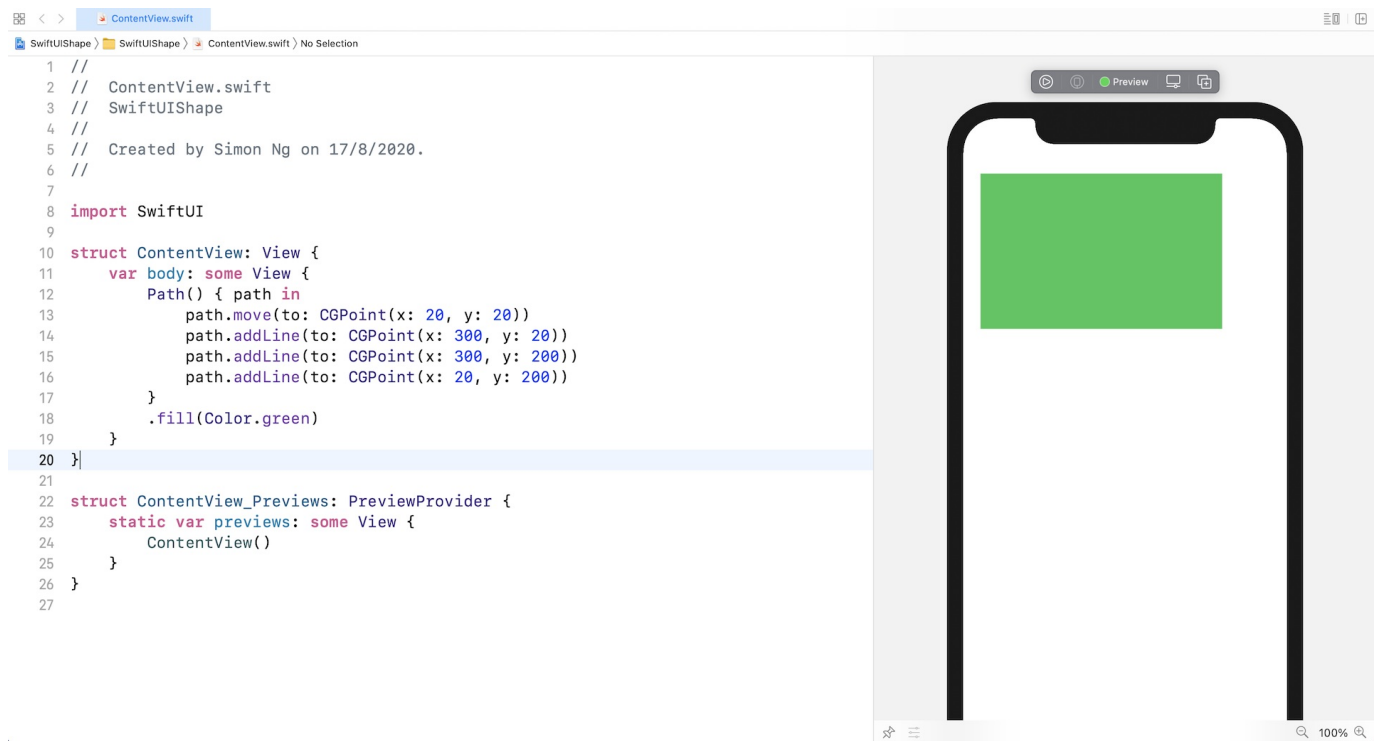 ContentView.swift
SwiftUIShape 〉 SwiftUIShape 〉 ContentView.swift 〉 No Selection
1 //
2 //  ContentView.swift
3 //  SwiftUIShape
4 //
5 //  Created by Simon Ng on 17/8/2020.
6 //
7
8 import SwiftUI
9
10 struct ContentView: View {
11     var body: some View {
12         Path() { path in
13             path.move(to: CGPoint(x: 20, y: 20))
14             path.addLine(to: CGPoint(x: 300, y: 20))
15             path.addLine(to: CGPoint(x: 300, y: 200))
16             path.addLine(to: CGPoint(x: 20, y: 200))
17         }
18         .fill(Color.green)
19     }
20 }
21
22 struct ContentView_Previews: PreviewProvider {
23     static var previews: some View {
24         ContentView()
25     }
26 }
27
Preview
100%